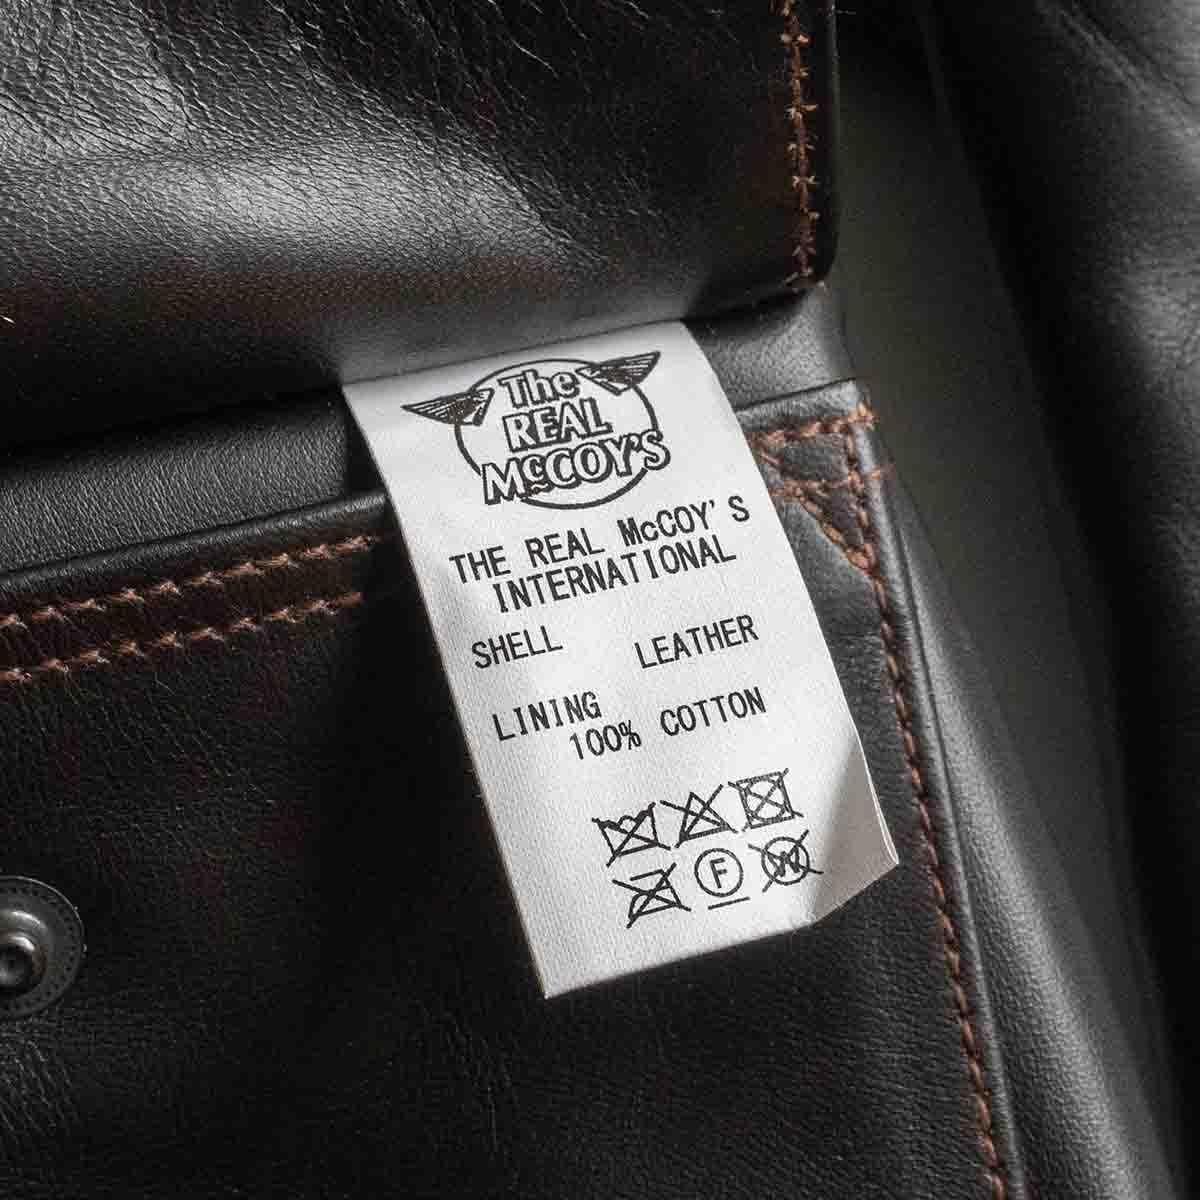 The
REAL
McCOY'S
THE REAL McCOY'S
INTERNATIONAL
SHELL LEATHER
LINING
100% COTTON
F
W